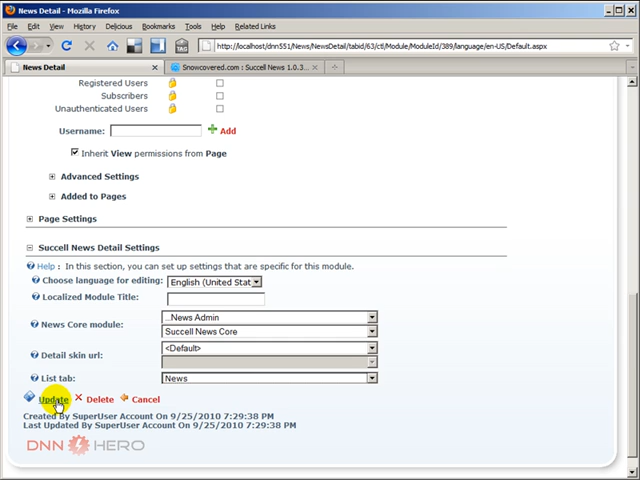 News Detail - Mozilla Firefox
File Edit View History Delicious Bookmarks Tools Help Related Links
http://localhost/dnn551/News/NewsDetail/tabid/63/ctl/Module/ModuleId/389/language/en-US/Default.aspx
TAG
News Detail
Snowcovered.com : Succell News 1.0.3...
Registered Users
Subscribers
Unauthenticated Users
Username: Add
Inherit View permissions from Page
Advanced Settings
Added to Pages
Page Settings
Succell News Detail Settings
Help : In this section, you can set up settings that are specific for this module.
Choose language for editing: English (United Stat
Localized Module Title:
News Core module: ...News Admin
Succell News Core
Detail skin url: <Default>
List tab: News
Update Delete Cancel
Created By SuperUser Account On 9/25/2010 7:29:38 PM
Last Updated By SuperUser Account On 9/25/2010 7:29:38 PM
DNN HERO